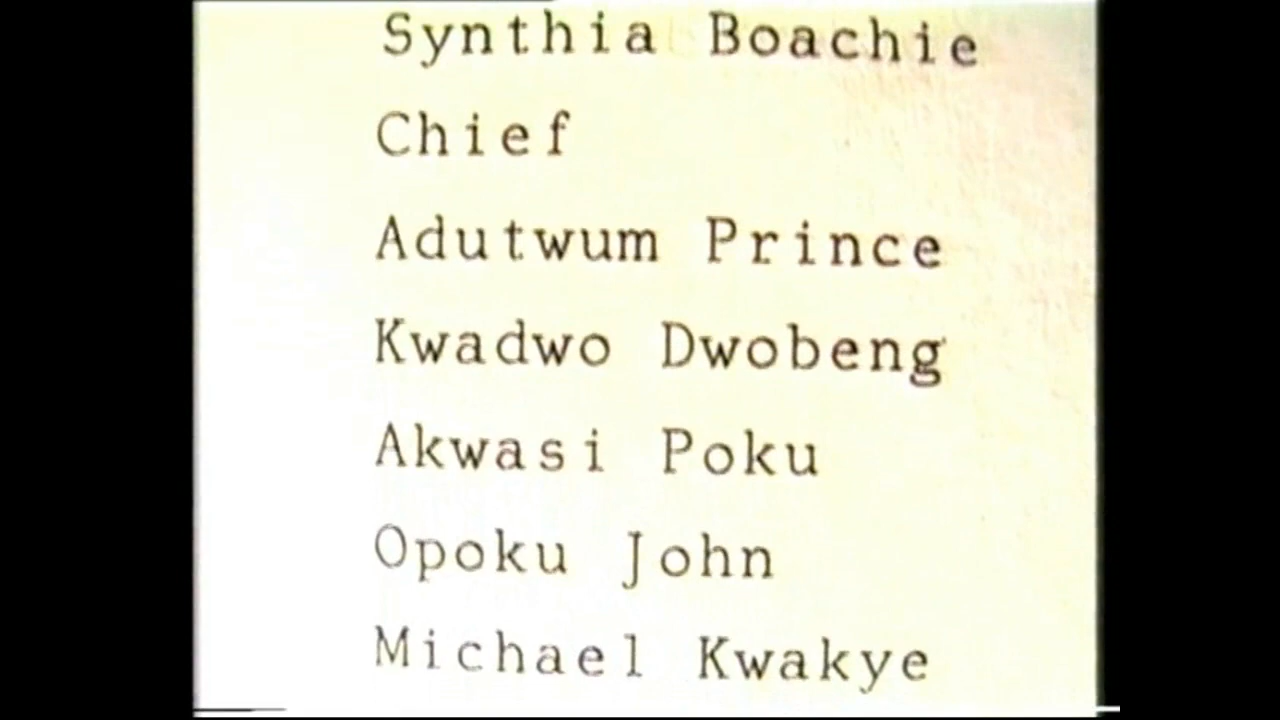 Synthia Boachie
Chief
Adutwum Prince
Kwadwo Dwobeng
Akwasi Poku
Opoku John
Michael Kwakye